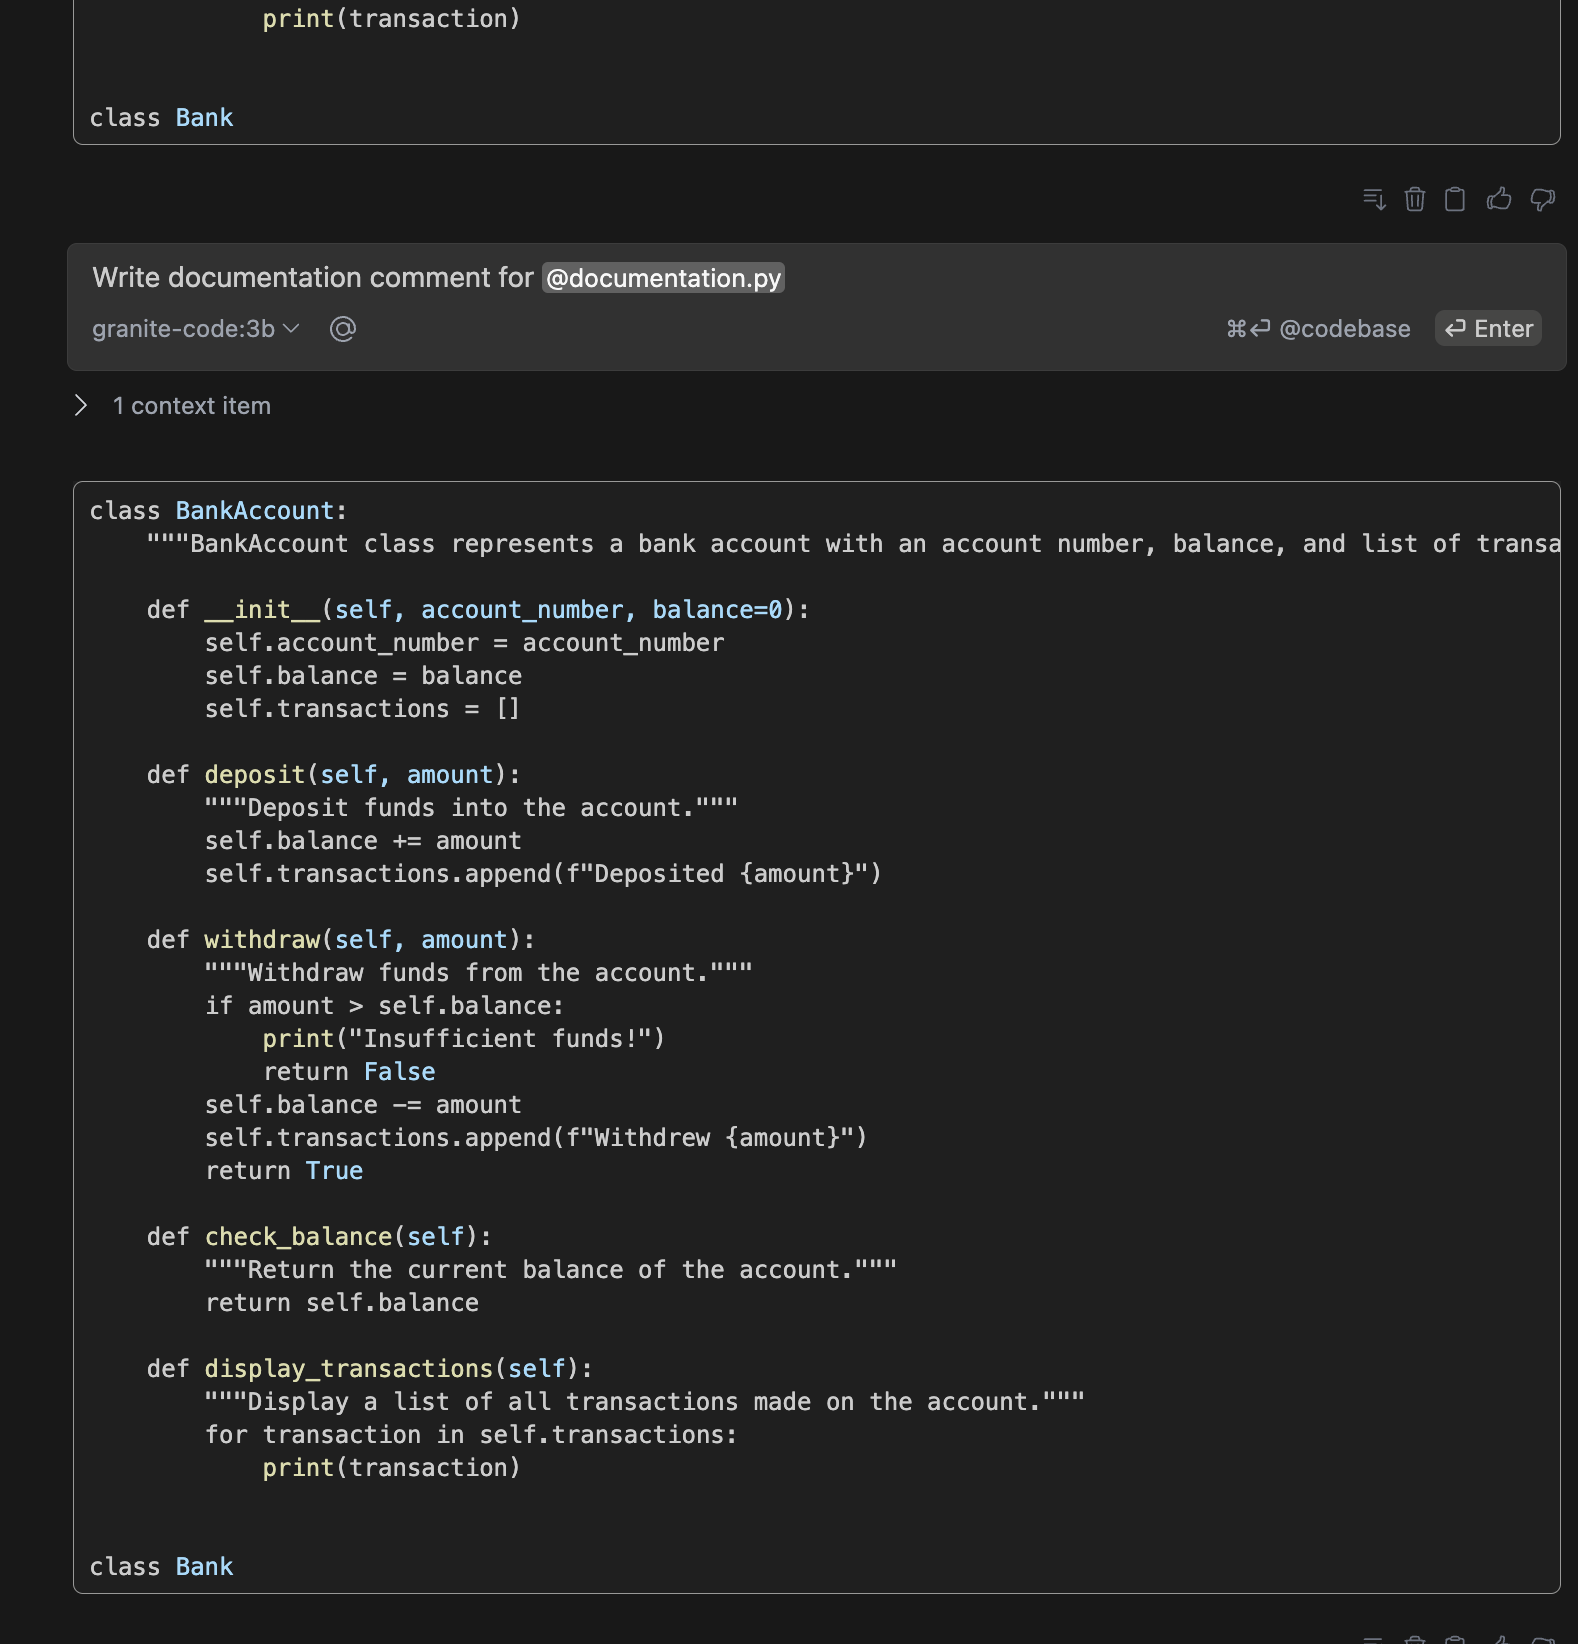 print(transaction)


class Bank
Write documentation comment for @documentation.py
granite-code:3b @ ⌘⏎ @codebase ⏎ Enter
1 context item
class BankAccount:
    """BankAccount class represents a bank account with an account number, balance, and list of transa

    def __init__(self, account_number, balance=0):
        self.account_number = account_number
        self.balance = balance
        self.transactions = []

    def deposit(self, amount):
        """Deposit funds into the account."""
        self.balance += amount
        self.transactions.append(f"Deposited {amount}")

    def withdraw(self, amount):
        """Withdraw funds from the account."""
        if amount > self.balance:
            print("Insufficient funds!")
            return False
        self.balance -= amount
        self.transactions.append(f"Withdrew {amount}")
        return True

    def check_balance(self):
        """Return the current balance of the account."""
        return self.balance

    def display_transactions(self):
        """Display a list of all transactions made on the account."""
        for transaction in self.transactions:
            print(transaction)


class Bank